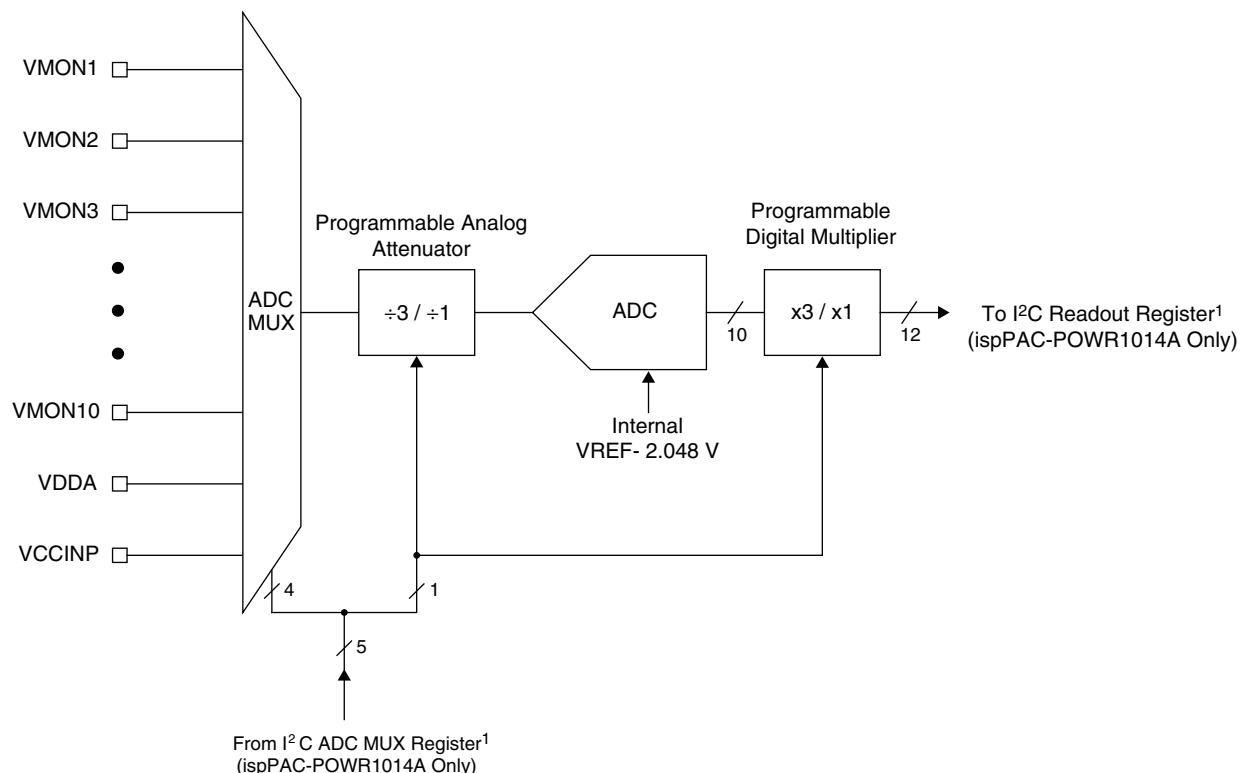 VMON1
VMON2
VMON3
VMON10
VDDA
VCCINP
ADC
MUX
Programmable Analog
Attenuator
÷3 / ÷1
ADC
Internal
VREF- 2.048 V
10
Programmable
Digital Multiplier
x3 / x1
12
To I²C Readout Register¹
(ispPAC-POWR1014A Only)
4
1
5
From I² C ADC MUX Register¹
(ispPAC-POWR1014A Only)